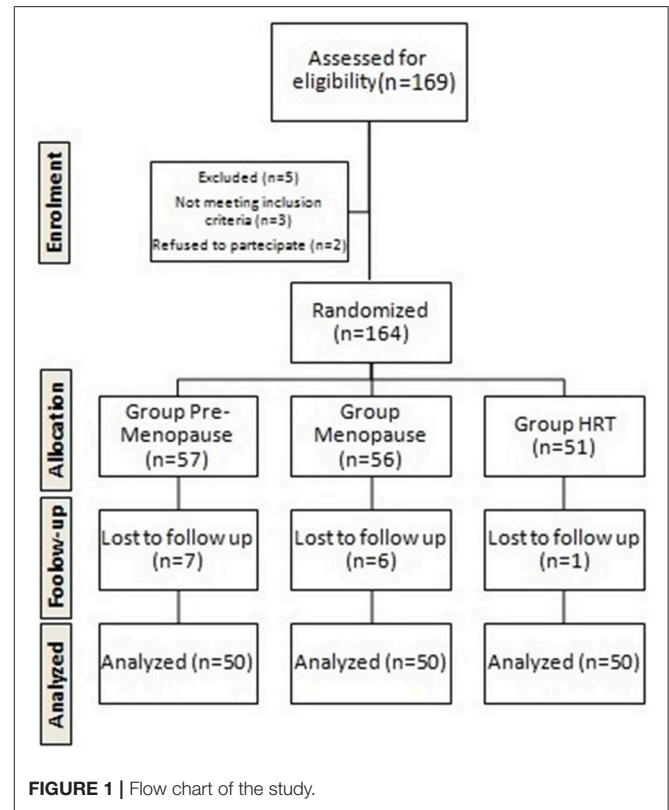 Assessed for
eligibility(n=169)
Enrolment
Excluded (n=5)
Not meeting inclusion
criteria (n=3)
Refused to partecipate (n=2)
Randomized
(n=164)
Allocation
Group Pre-
Menopause
(n=57)
Group
Menopause
(n=56)
Group HRT
(n=51)
Foolow-up
Lost to follow up
(n=7)
Lost to follow up
(n=6)
Lost to follow up
(n=1)
Analyzed
Analyzed (n=50)
Analyzed (n=50)
Analyzed (n=50)
FIGURE 1 | Flow chart of the study.